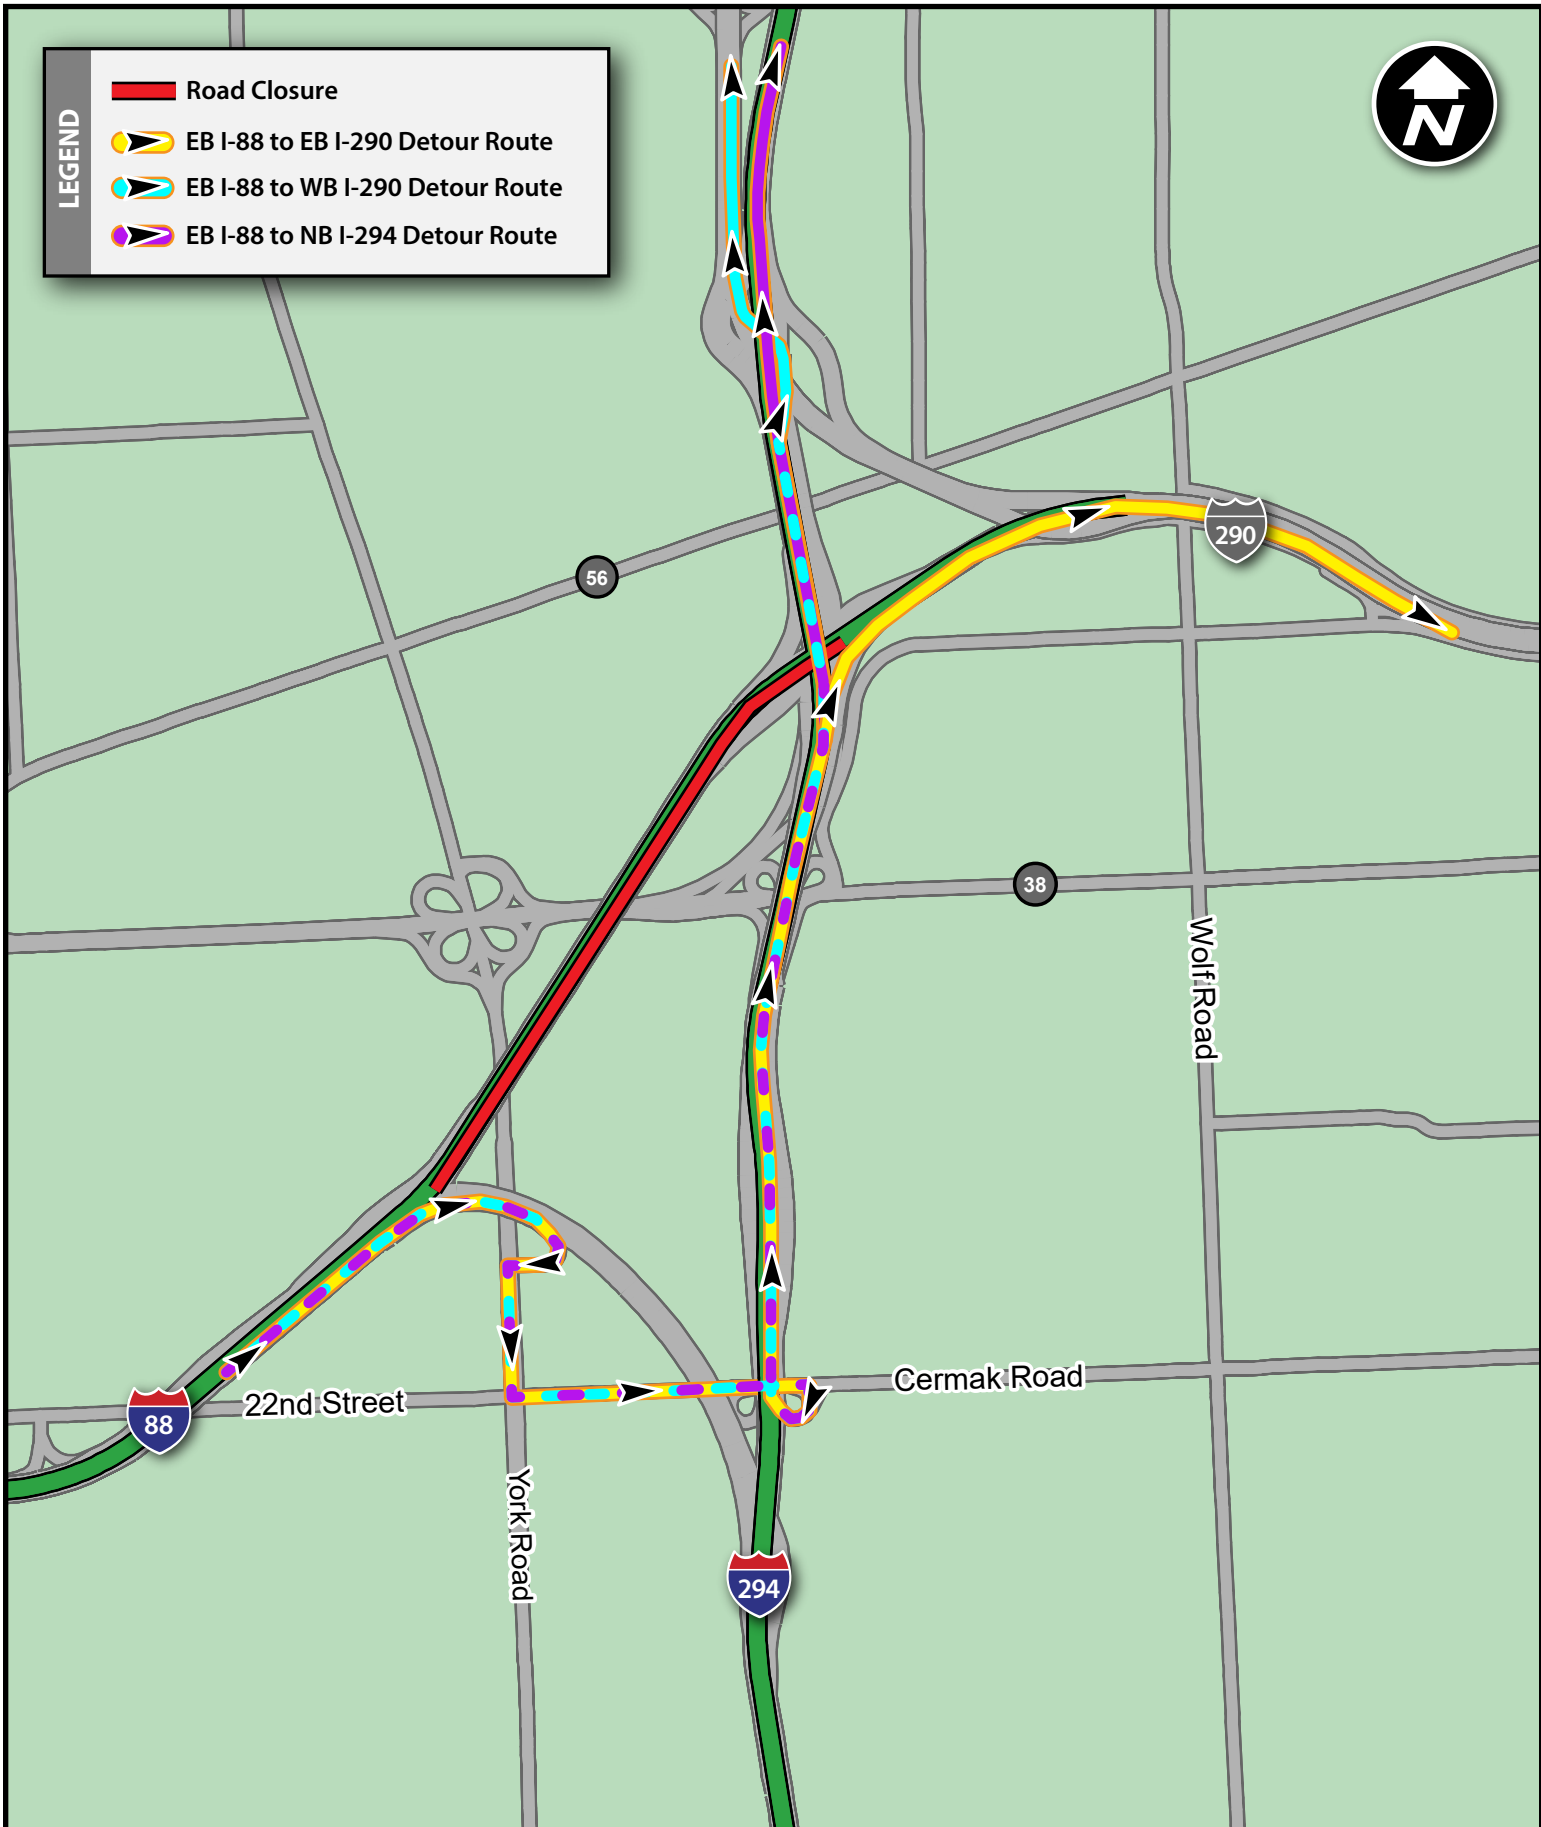 LEGEND
Road Closure
EB I-88 to EB I-290 Detour Route
EB I-88 to WB I-290 Detour Route
EB I-88 to NB I-294 Detour Route
N
290
56
38
Wolf Road
Cermak Road
22nd Street
88
York Road
294